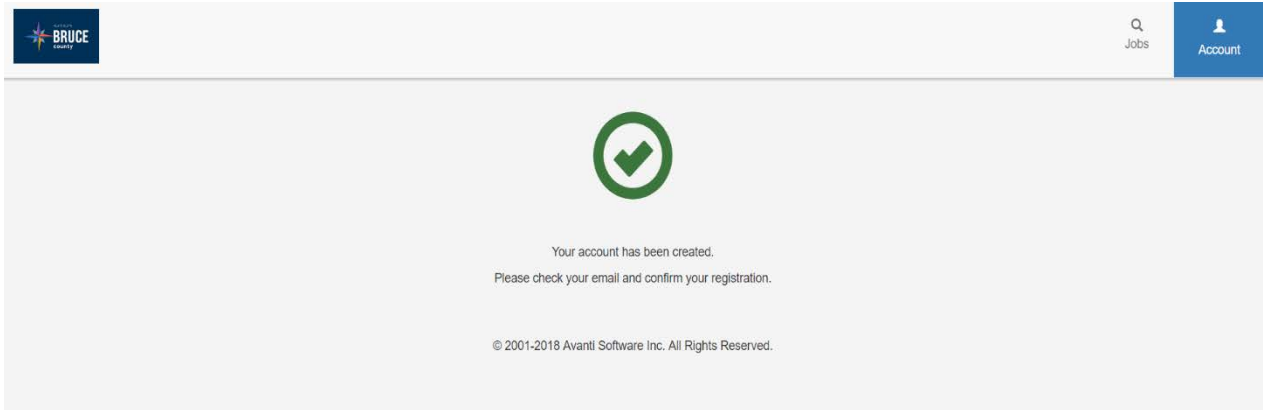 BRUCE
county
Jobs
Account
Your account has been created.
Please check your email and confirm your registration.
© 2001-2018 Avanti Software Inc. All Rights Reserved.